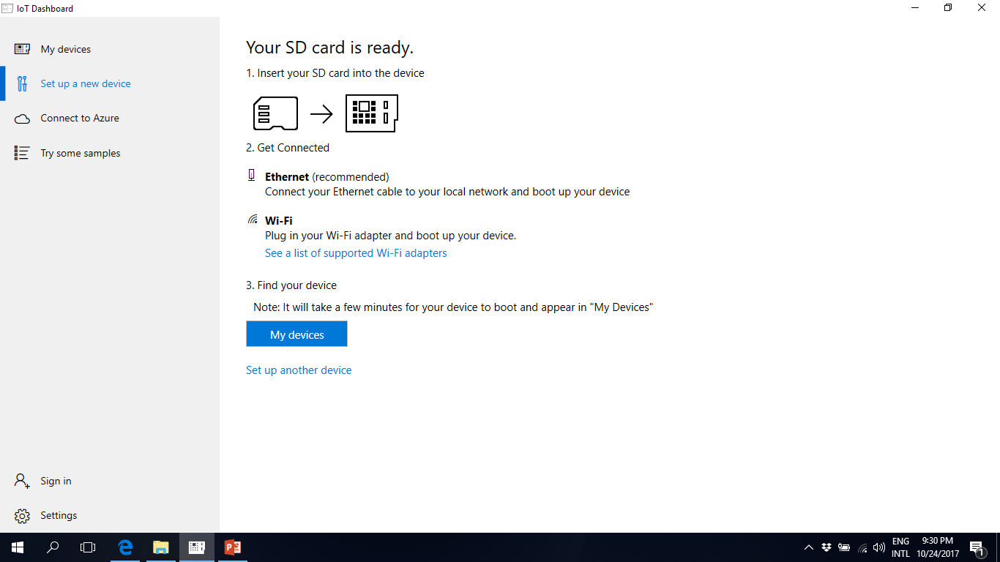 IoT Dashboard
My devices
Set up a new device
Connect to Azure
Try some samples
Sign in
Settings
Your SD card is ready.
1. Insert your SD card into the device
2. Get Connected
Ethernet (recommended)
Connect your Ethernet cable to your local network and boot up your device
Wi-Fi
Plug in your Wi-Fi adapter and boot up your device.
See a list of supported Wi-Fi adapters
3. Find your device
Note: It will take a few minutes for your device to boot and appear in "My Devices"
My devices
Set up another device
ENG
INTL
9:30 PM
10/24/2017
1